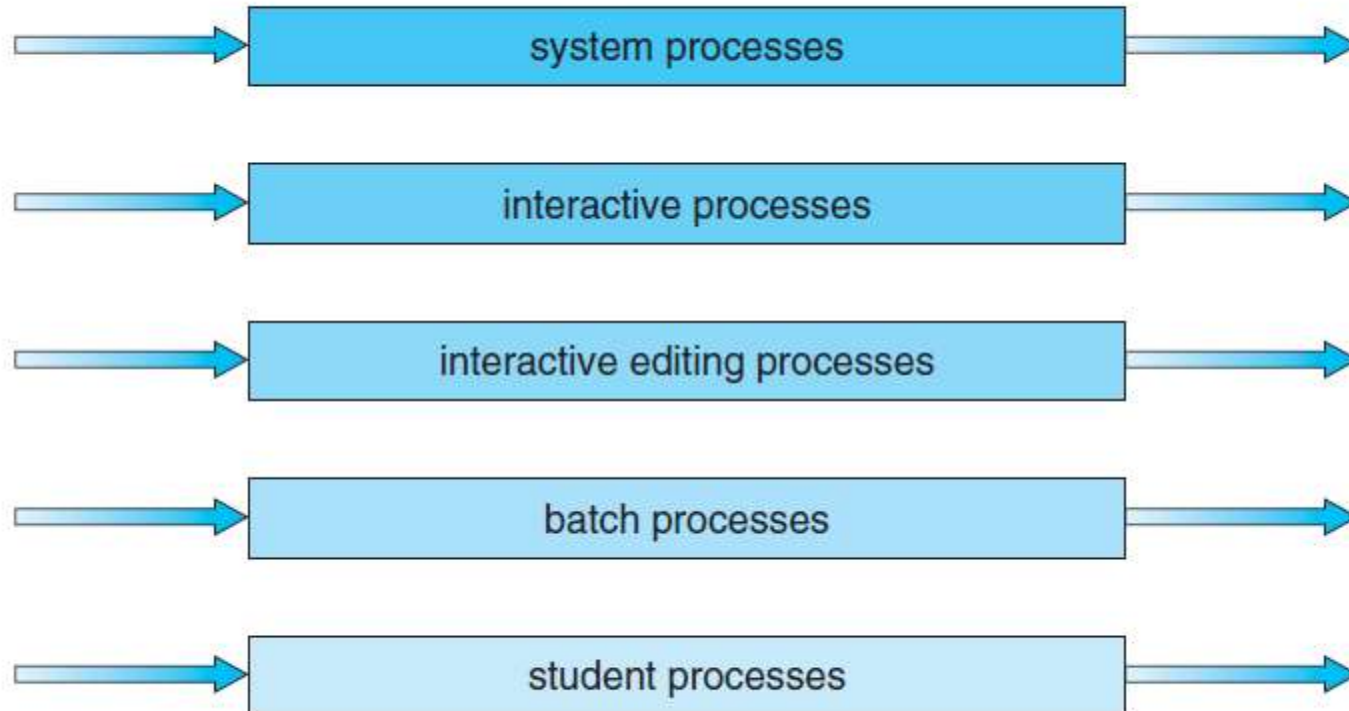 system processes
interactive processes
interactive editing processes
batch processes
student processes